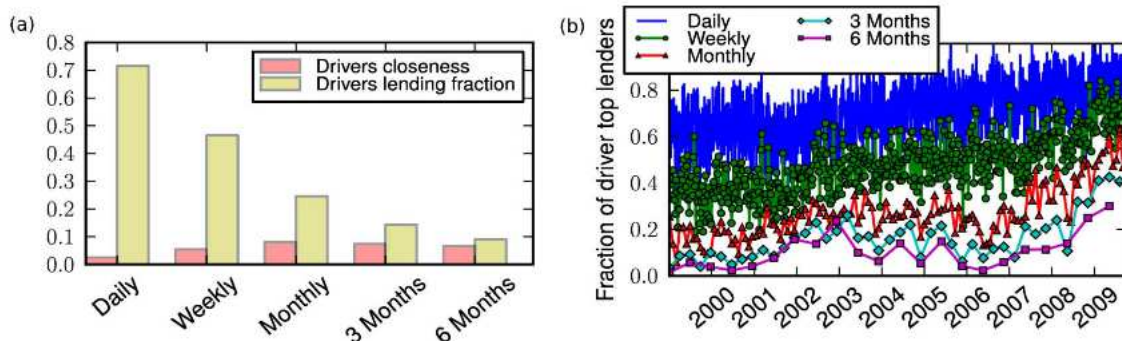 (a)
0.8
0.7
0.6
0.5
0.4
0.3
0.2
0.1
0.0
Drivers closeness
Drivers lending fraction
Daily
Weekly
Monthly
3 Months
6 Months
(b)
Daily
Weekly
Monthly
3 Months
6 Months
Fraction of driver top lenders
0.8
0.6
0.4
0.2
0.0
2000
2001
2002
2003
2004
2005
2006
2007
2008
2009